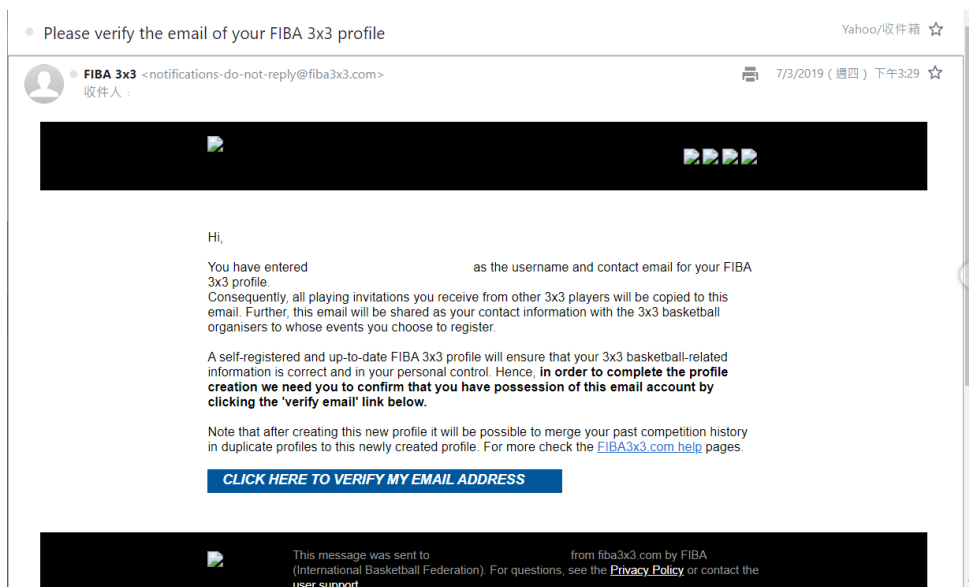 Please verify the email of your FIBA 3x3 profile
Yahoo/收件箱
FIBA 3x3 <notifications-do-not-reply@fiba3x3.com>
7/3/2019 ( 週四 ) 下午3:29
收件人 :
Hi,
You have entered as the username and contact email for your FIBA
3x3 profile.
Consequently, all playing invitations you receive from other 3x3 players will be copied to this
email. Further, this email will be shared as your contact information with the 3x3 basketball
organisers to whose events you choose to register.
A self-registered and up-to-date FIBA 3x3 profile will ensure that your 3x3 basketball-related
information is correct and in your personal control. Hence, in order to complete the profile
creation we need you to confirm that you have possession of this email account by
clicking the 'verify email' link below.
Note that after creating this new profile it will be possible to merge your past competition history
in duplicate profiles to this newly created profile. For more check the FIBA3x3.com help pages.
CLICK HERE TO VERIFY MY EMAIL ADDRESS
This message was sent to from fiba3x3.com by FIBA
(International Basketball Federation). For questions, see the Privacy Policy or contact the
user support